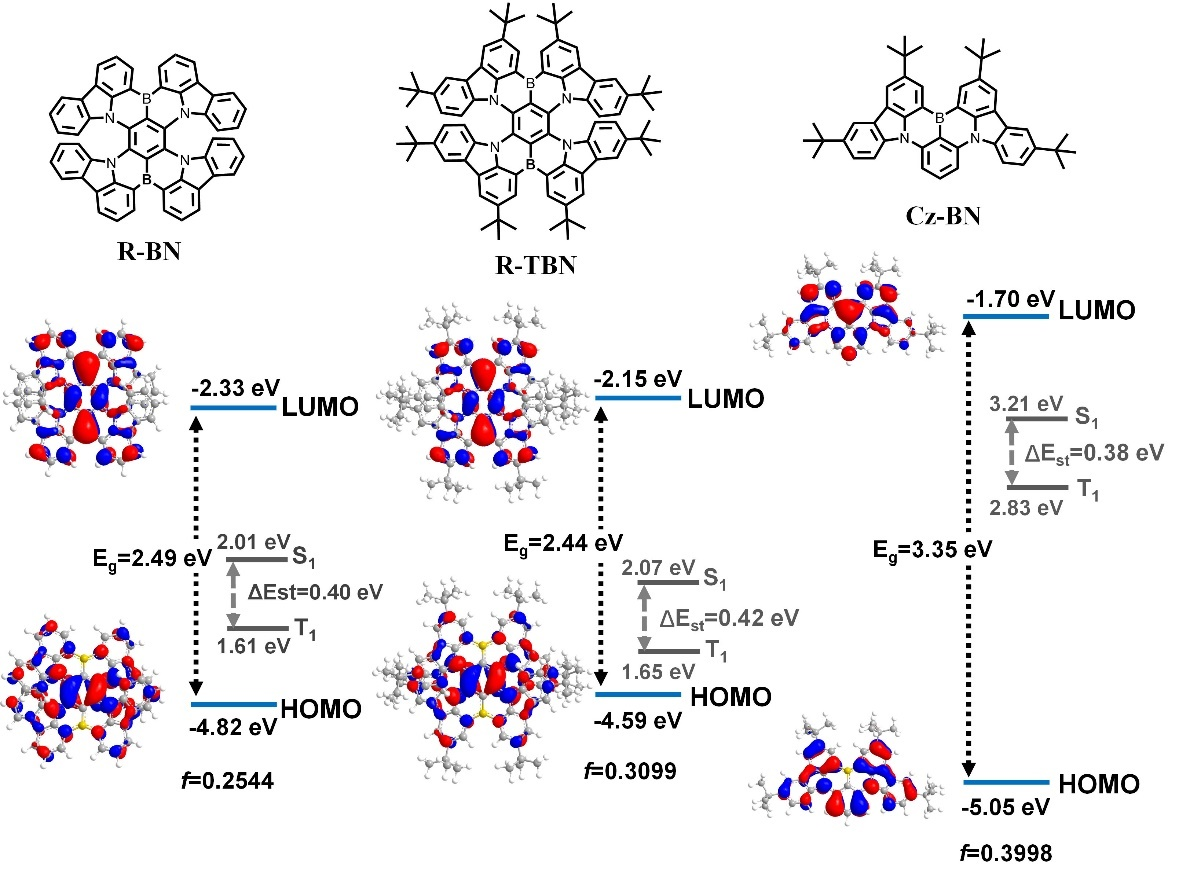 B
N
N
N
N
B
R-BN
B
N
N
N
N
B
R-TBN
B
N
N
Cz-BN
-2.33 eV
LUMO
Eg=2.49 eV
2.01 eV
S1
ΔEst=0.40 eV
T1
1.61 eV
HOMO
-4.82 eV
f=0.2544
-2.15 eV
LUMO
Eg=2.44 eV
2.07 eV
S1
ΔEst=0.42 eV
T1
1.65 eV
HOMO
-4.59 eV
f=0.3099
-1.70 eV
LUMO
3.21 eV
S1
ΔEst=0.38 eV
T1
2.83 eV
Eg=3.35 eV
HOMO
-5.05 eV
f=0.3998